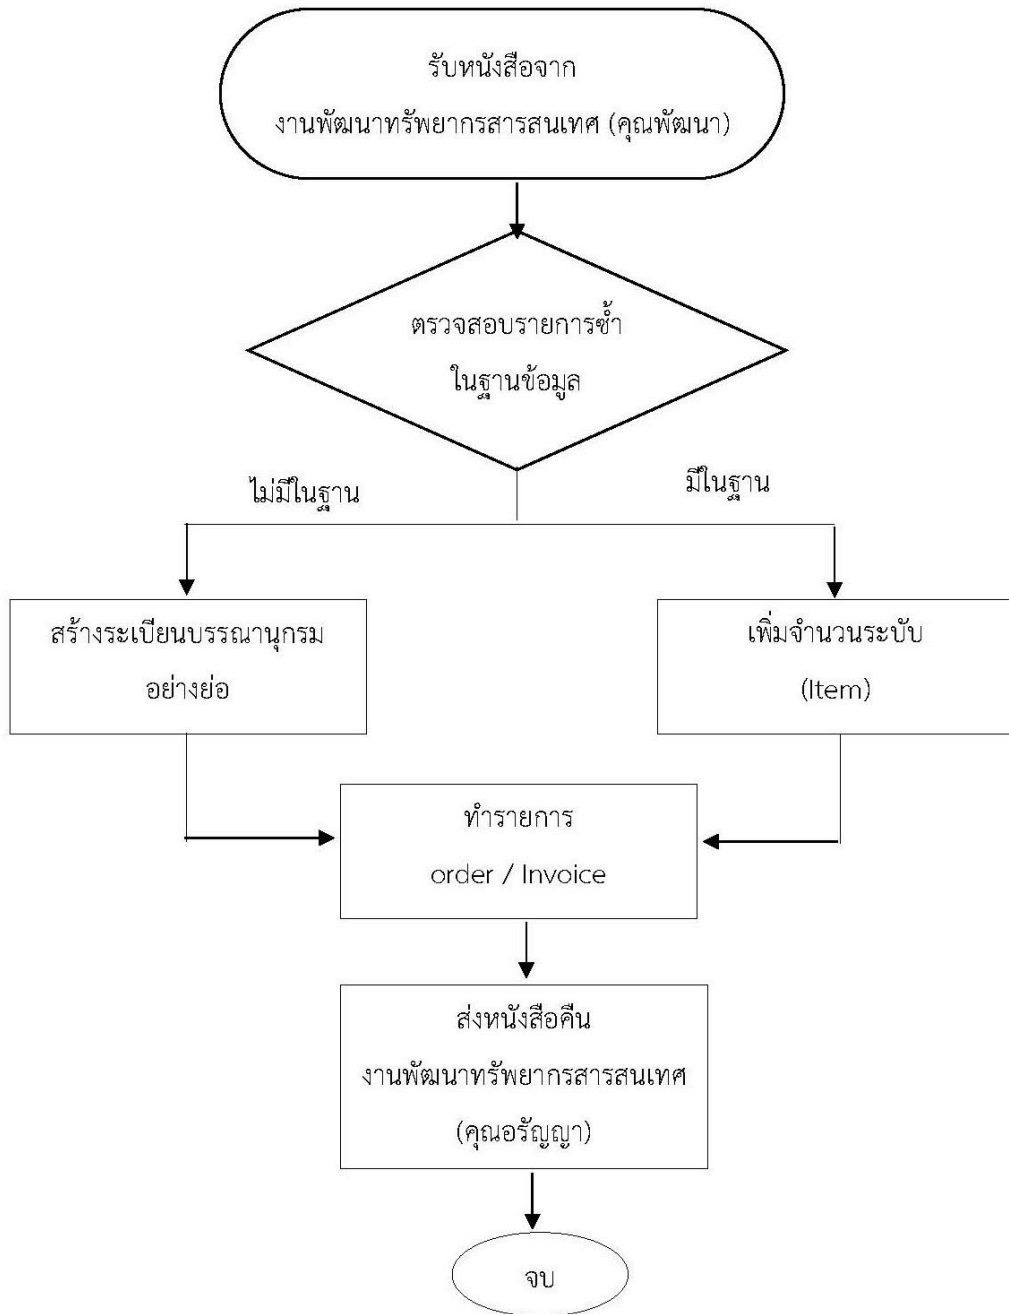 รับหนังสือจาก
งานพัฒนาทรัพยากรสารสนเทศ (คุณพัฒนา)
ตรวจสอบรายการซ้ำ
ในฐานข้อมูล
ไม่มีในฐาน
มีในฐาน
สร้างระเบียนบรรณานุกรม
อย่างย่อ
เพิ่มจำนวนระบับ
(Item)
ทำรายการ
order / Invoice
ส่งหนังสือคืน
งานพัฒนาทรัพยากรสารสนเทศ
(คุณอรัญญา)
จบ